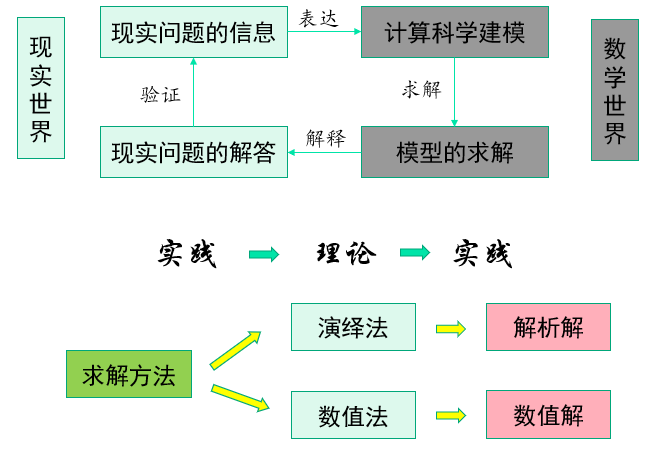 现实世界
现实问题的信息
表达
计算科学建模
数学世界
验证
求解
现实问题的解答
解释
模型的求解
实践
理论
实践
求解方法
演绎法
解析解
数值法
数值解